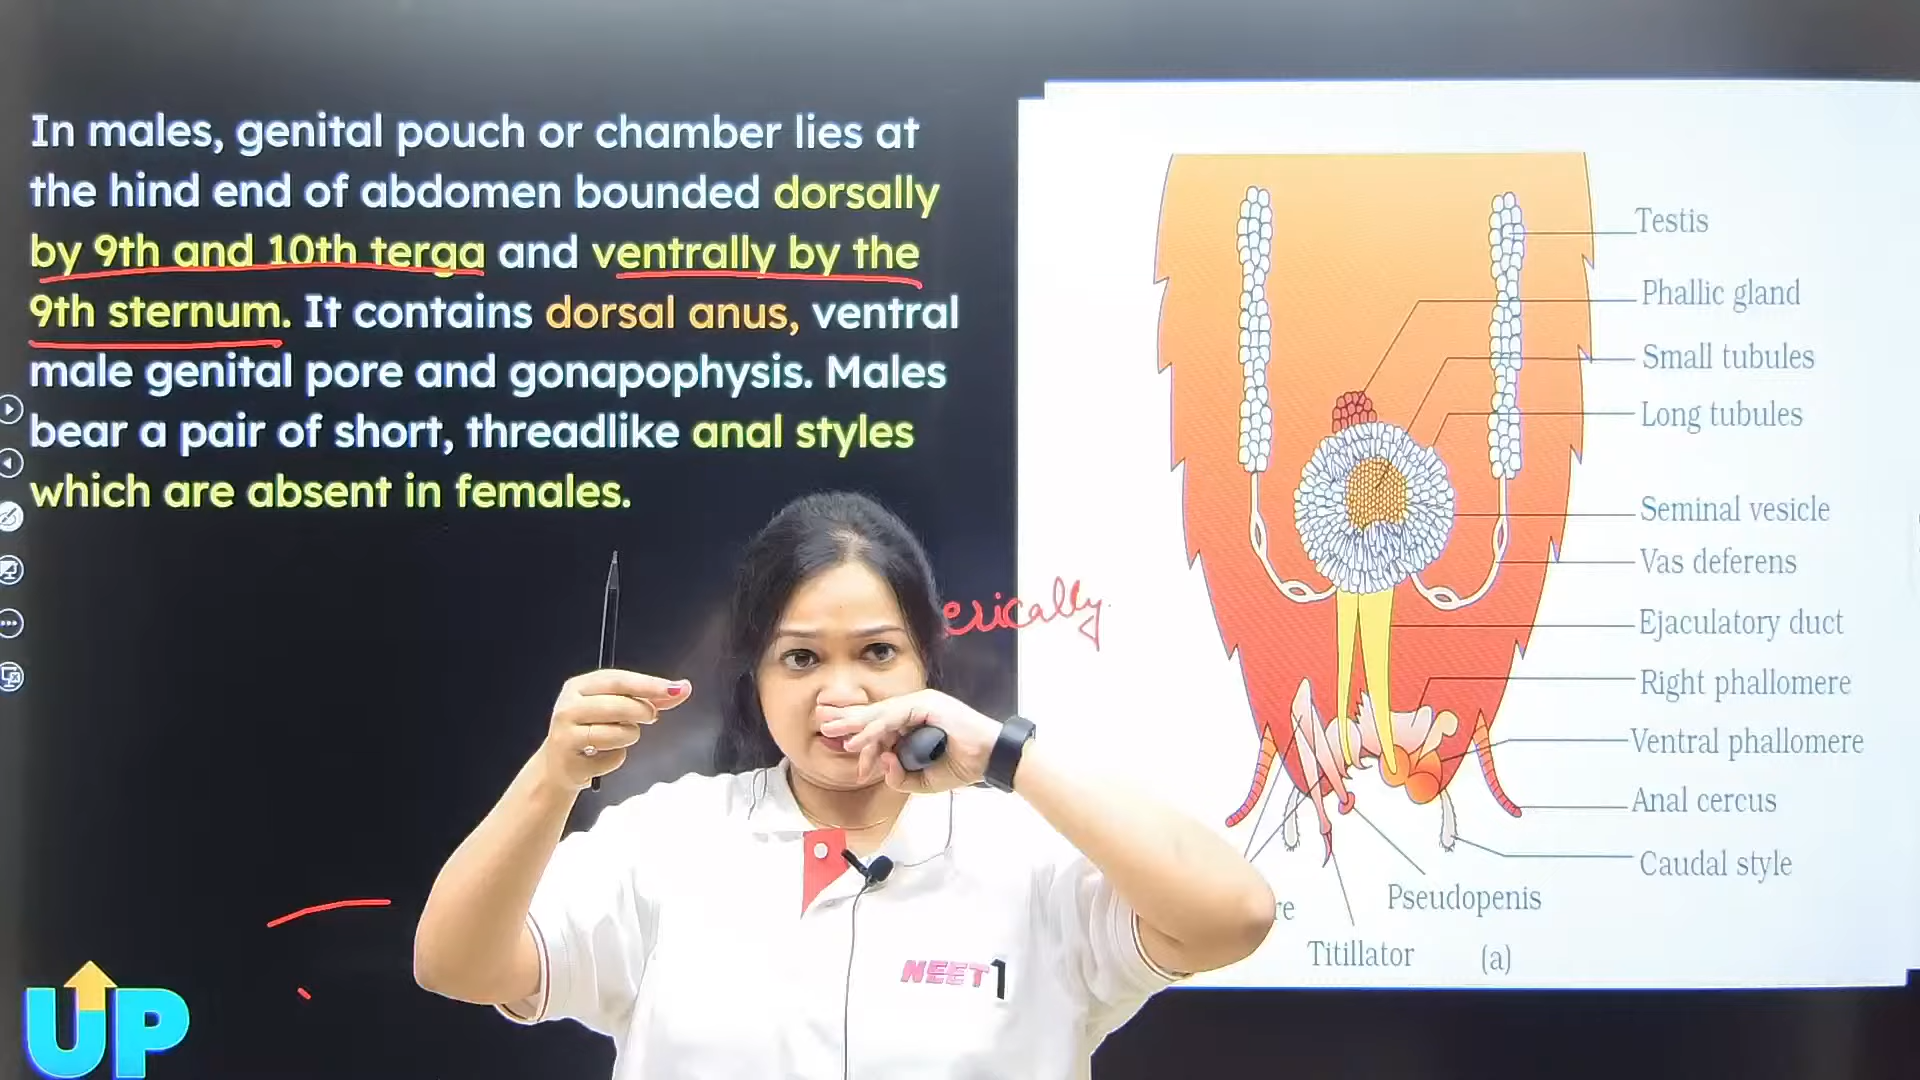 In males, genital pouch or chamber lies at
the hind end of abdomen bounded dorsally
by 9th and 10th terga and ventrally by the
9th sternum. It contains dorsal anus, ventral
male genital pore and gonapophysis. Males
bear a pair of short, threadlike anal styles
which are absent in females.
erically
Testis
Phallic gland
Small tubules
Long tubules
Seminal vesicle
Vas deferens
Ejaculatory duct
Right phallomere
Ventral phallomere
Anal cercus
Caudal style
Pseudopenis
re
Titillator
(a)
NEET 1
UP